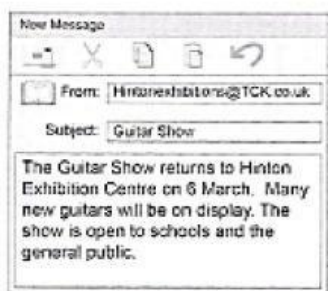 New Message
From: Hintonexhibitions@TCK.co.uk
Subject: Guitar Show
The Guitar Show returns to Hinton
Exhibition Centre on 6 March. Many
new guitars will be on display. The
show is open to schools and the
general public.